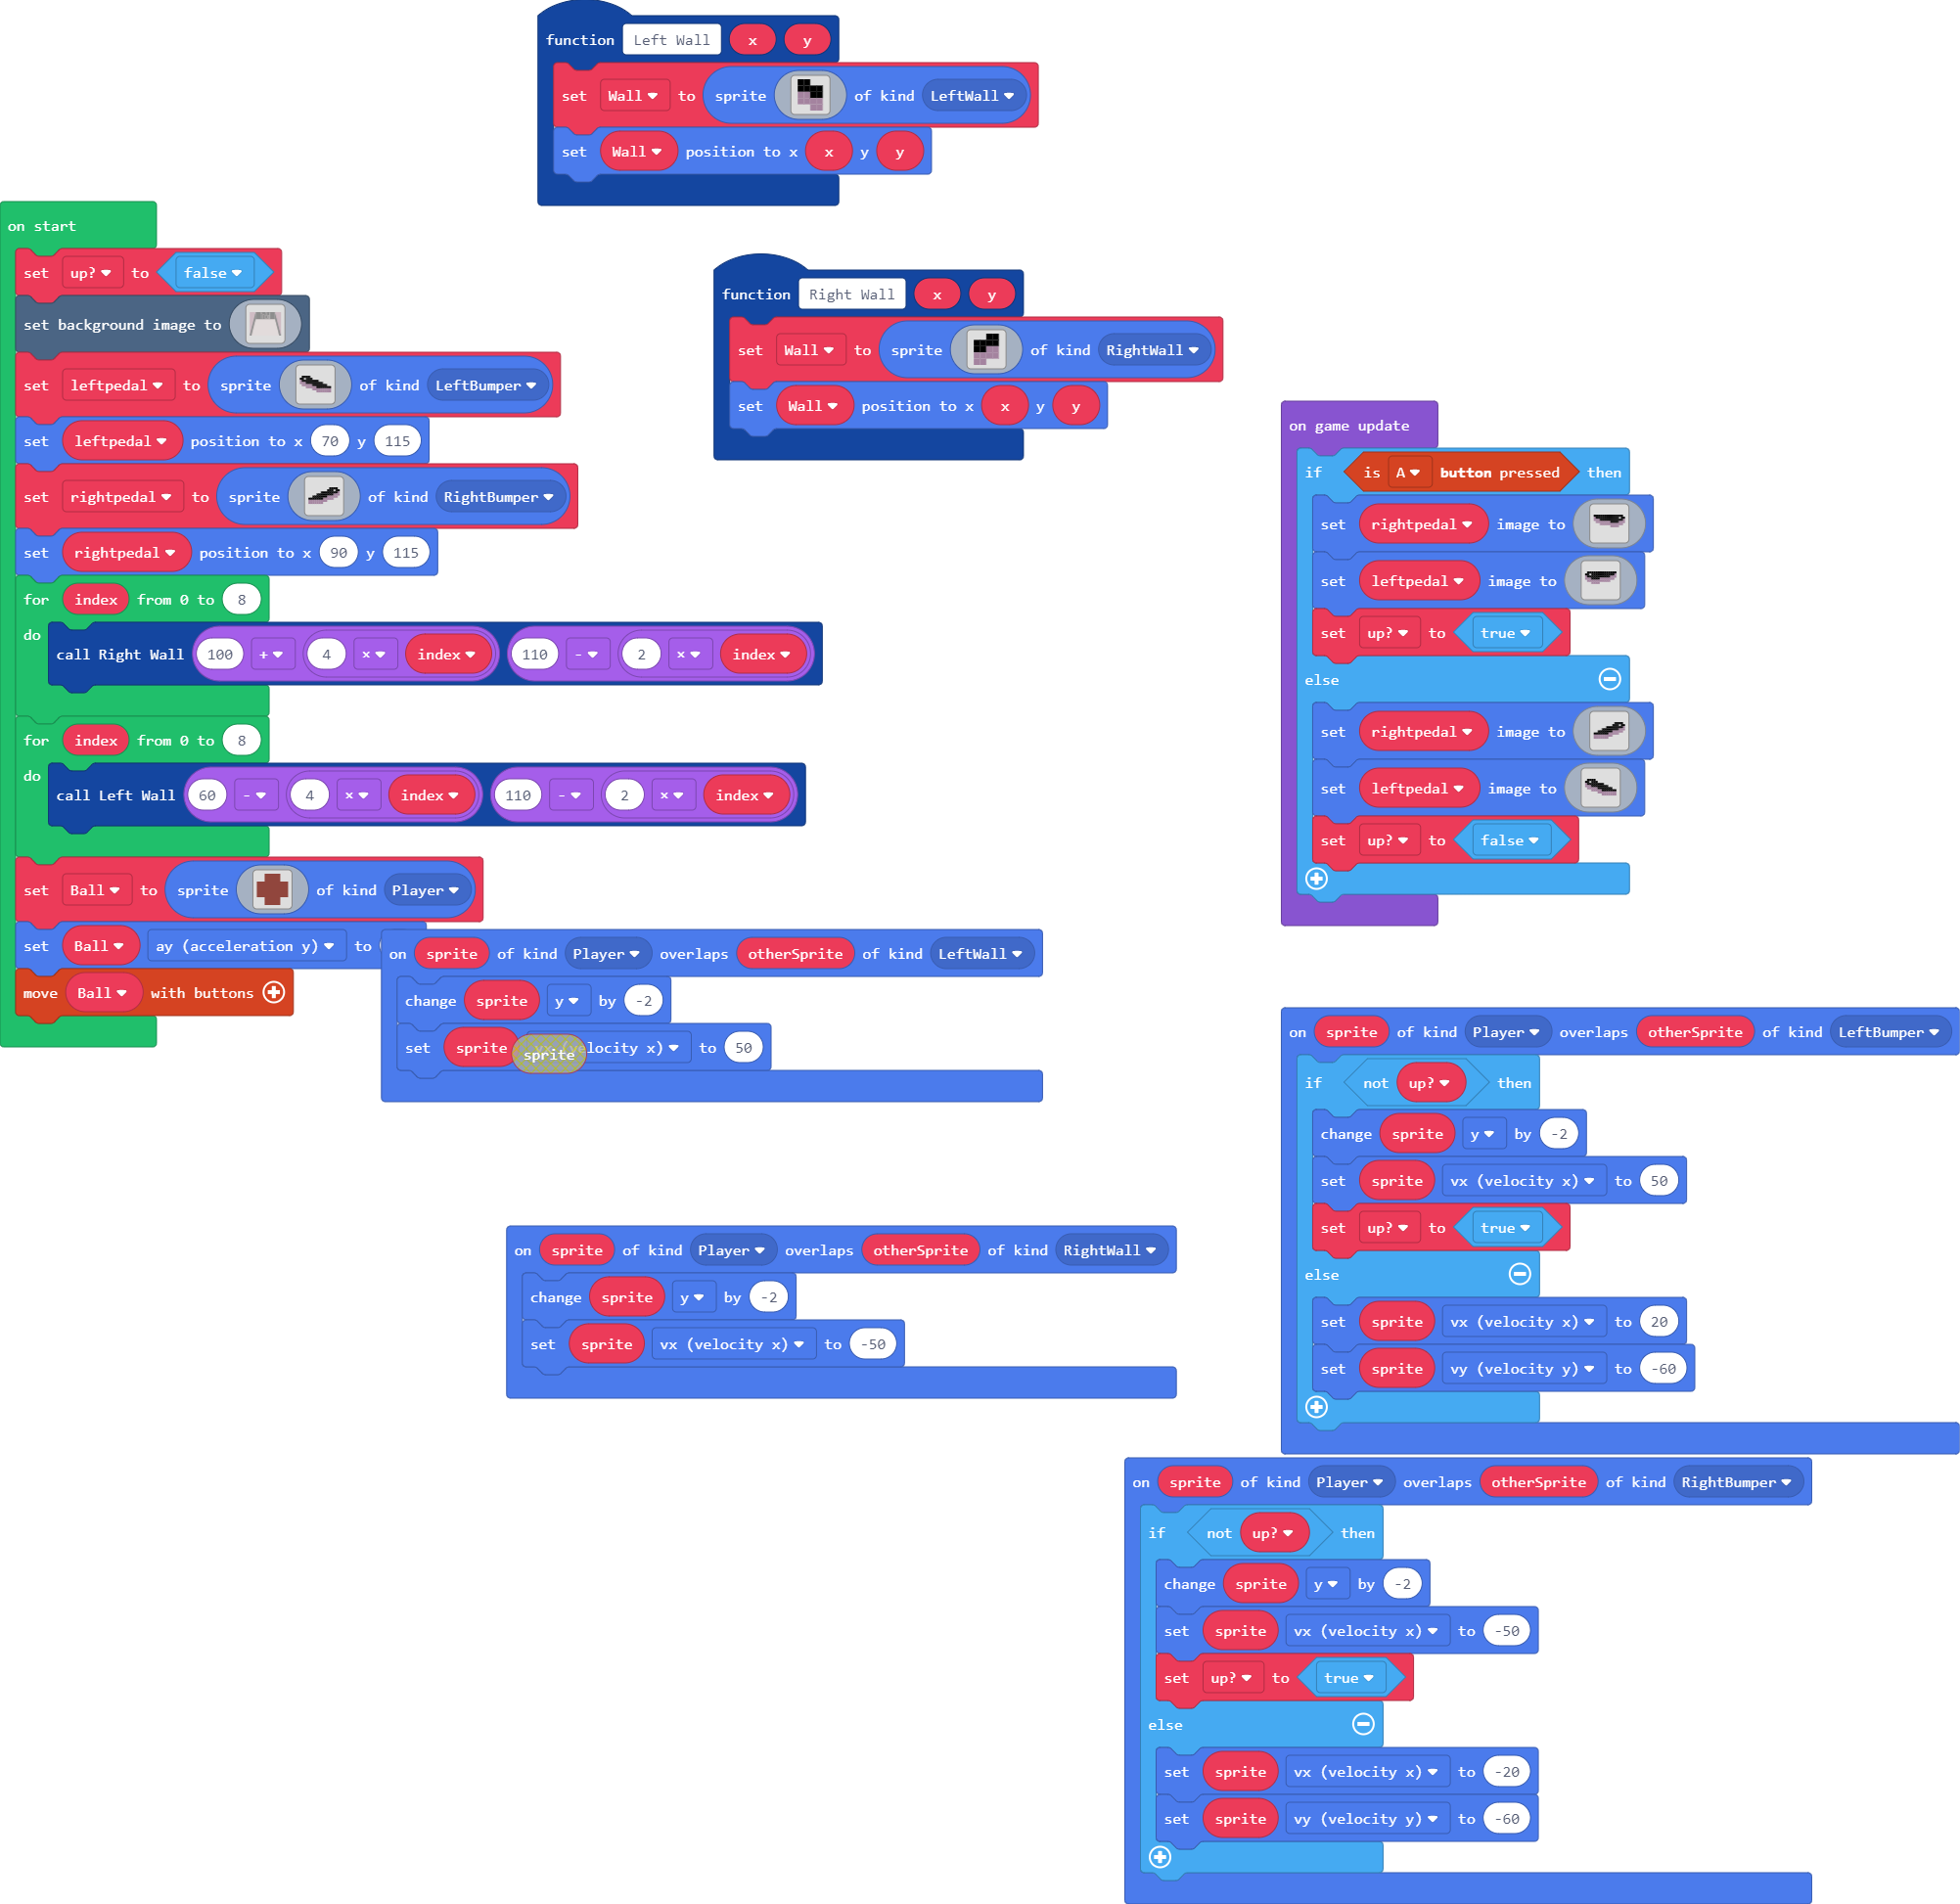 function Left Wall x y
set Wall to sprite of kind LeftWall
set Wall position to x x y y
on start
set up? to false
set background image to
set leftpedal to sprite of kind LeftBumper
set leftpedal position to x 70 y 115
set rightpedal to sprite of kind RightBumper
set rightpedal position to x 90 y 115
for index from 0 to 8
do
call Right Wall 100 + 4 × index 110 - 2 × index
for index from 0 to 8
do
call Left Wall 60 - 4 × index 110 - 2 × index
set Ball to sprite of kind Player
set Ball ay (acceleration y) to
move Ball with buttons
function Right Wall x y
set Wall to sprite of kind RightWall
set Wall position to x x y y
on game update
if is A button pressed then
set rightpedal image to
set leftpedal image to
set up? to true
else
set rightpedal image to
set leftpedal image to
set up? to false
on sprite of kind Player overlaps otherSprite of kind LeftWall
change sprite y by -2
set sprite vx (velocity x) to 50
sprite
on sprite of kind Player overlaps otherSprite of kind RightWall
change sprite y by -2
set sprite vx (velocity x) to -50
on sprite of kind Player overlaps otherSprite of kind LeftBumper
if not up? then
change sprite y by -2
set sprite vx (velocity x) to 50
set up? to true
else
set sprite vx (velocity x) to 20
set sprite vy (velocity y) to -60
on sprite of kind Player overlaps otherSprite of kind RightBumper
if not up? then
change sprite y by -2
set sprite vx (velocity x) to -50
set up? to true
else
set sprite vx (velocity x) to -20
set sprite vy (velocity y) to -60